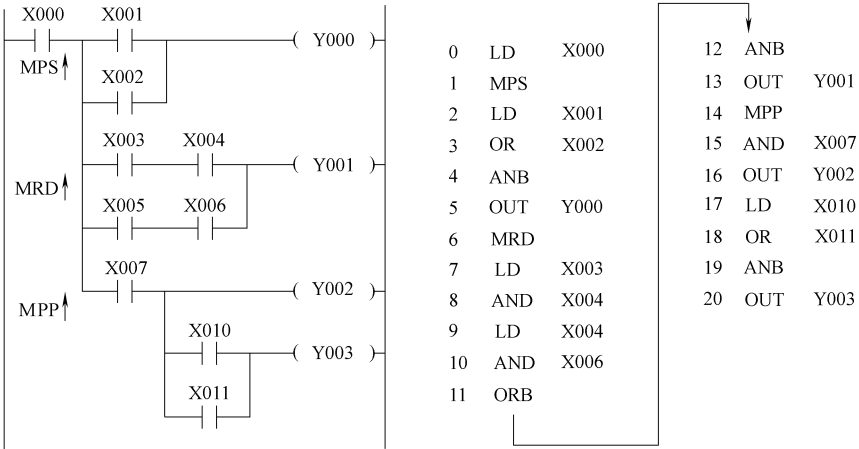 X000 X001
Y000
MPS
X002
X003 X004
Y001
MRD
X005 X006
X007
Y002
MPP
X010
Y003
X011
0 LD X000
1 MPS
2 LD X001
3 OR X002
4 ANB
5 OUT Y000
6 MRD
7 LD X003
8 AND X004
9 LD X004
10 AND X006
11 ORB
12 ANB
13 OUT Y001
14 MPP
15 AND X007
16 OUT Y002
17 LD X010
18 OR X011
19 ANB
20 OUT Y003